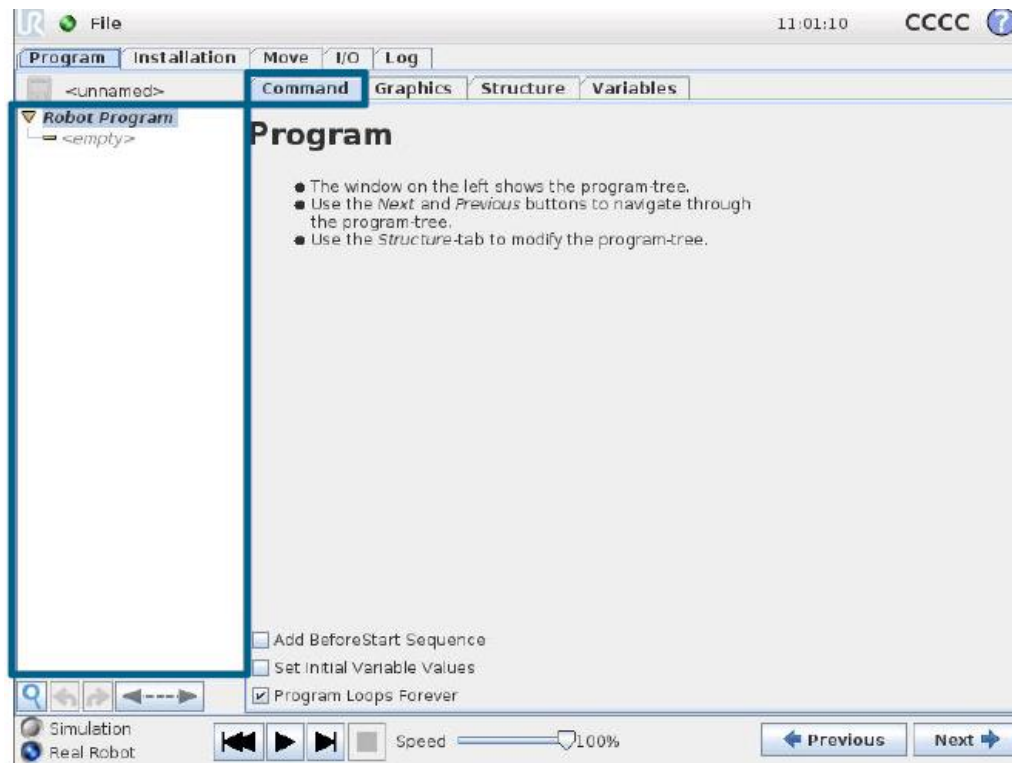 UR File 11:01:10 CCCC ?
Program Installation Move I/O Log
<unnamed> Command Graphics Structure Variables
Robot Program
<empty>
Program
The window on the left shows the program-tree.
Use the Next and Previous buttons to navigate through
the program-tree.
Use the Structure-tab to modify the program-tree.
Add BeforeStart Sequence
Set Initial Variable Values
Program Loops Forever
Simulation
Real Robot
Speed 100%
Previous Next